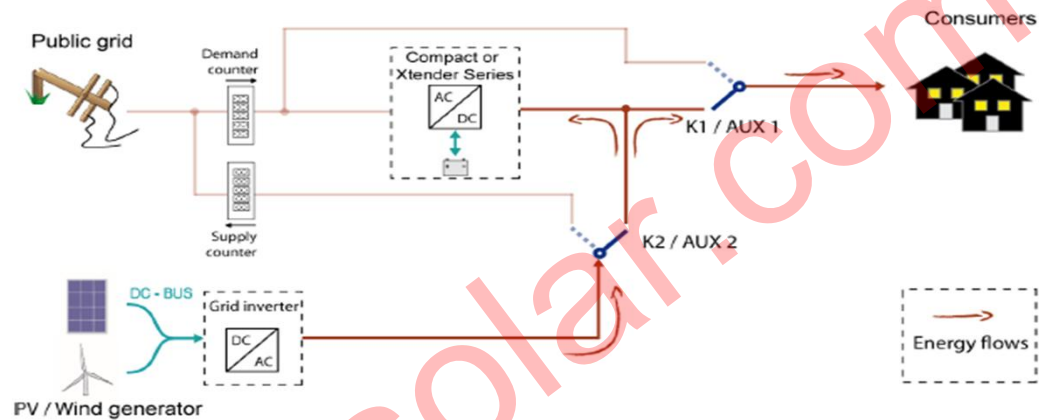 Consumers
Public grid
Demand
counter
Compact or
Xtender Series
AC
DC
K1 / AUX 1
Supply
counter
K2 / AUX 2
DC - BUS
Grid inverter
DC
AC
Energy flows
PV / Wind generator
solar.com